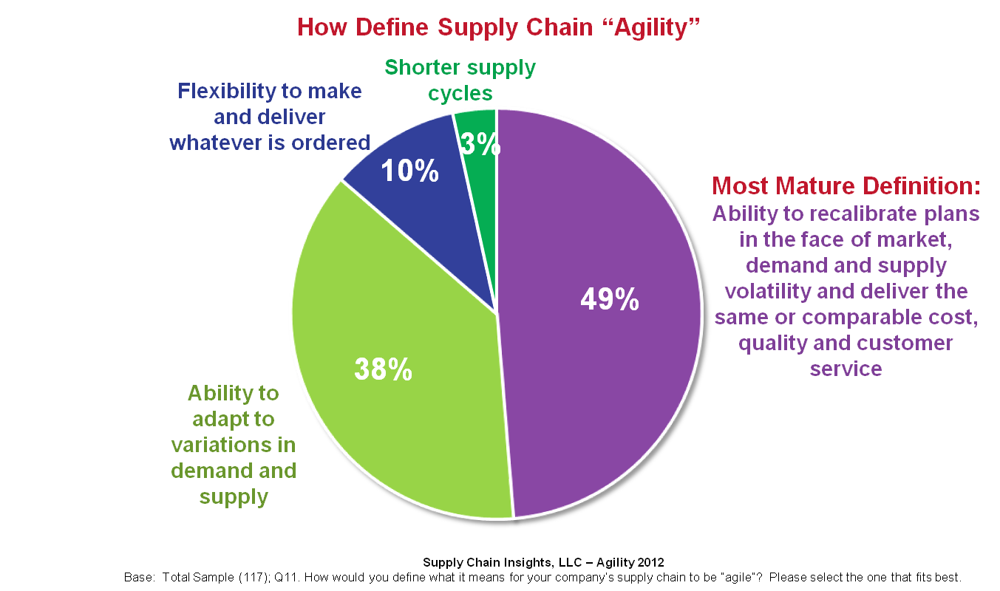 How Define Supply Chain “Agility”
Shorter supply
cycles
Flexibility to make
and deliver
whatever is ordered
3%
10%
Most Mature Definition:
Ability to recalibrate plans
in the face of market,
demand and supply
volatility and deliver the
same or comparable cost,
quality and customer
service
49%
38%
Ability to
adapt to
variations in
demand and
supply
Supply Chain Insights, LLC – Agility 2012
Base:  Total Sample (117); Q11. How would you define what it means for your company’s supply chain to be “agile”?  Please select the one that fits best.